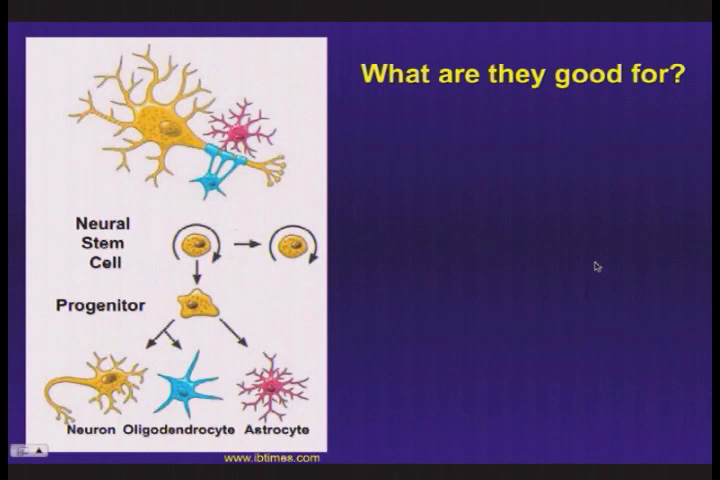 What are they good for?
Neural
Stem
Cell
Progenitor
Neuron Oligodendrocyte Astrocyte
www.ibtimes.com